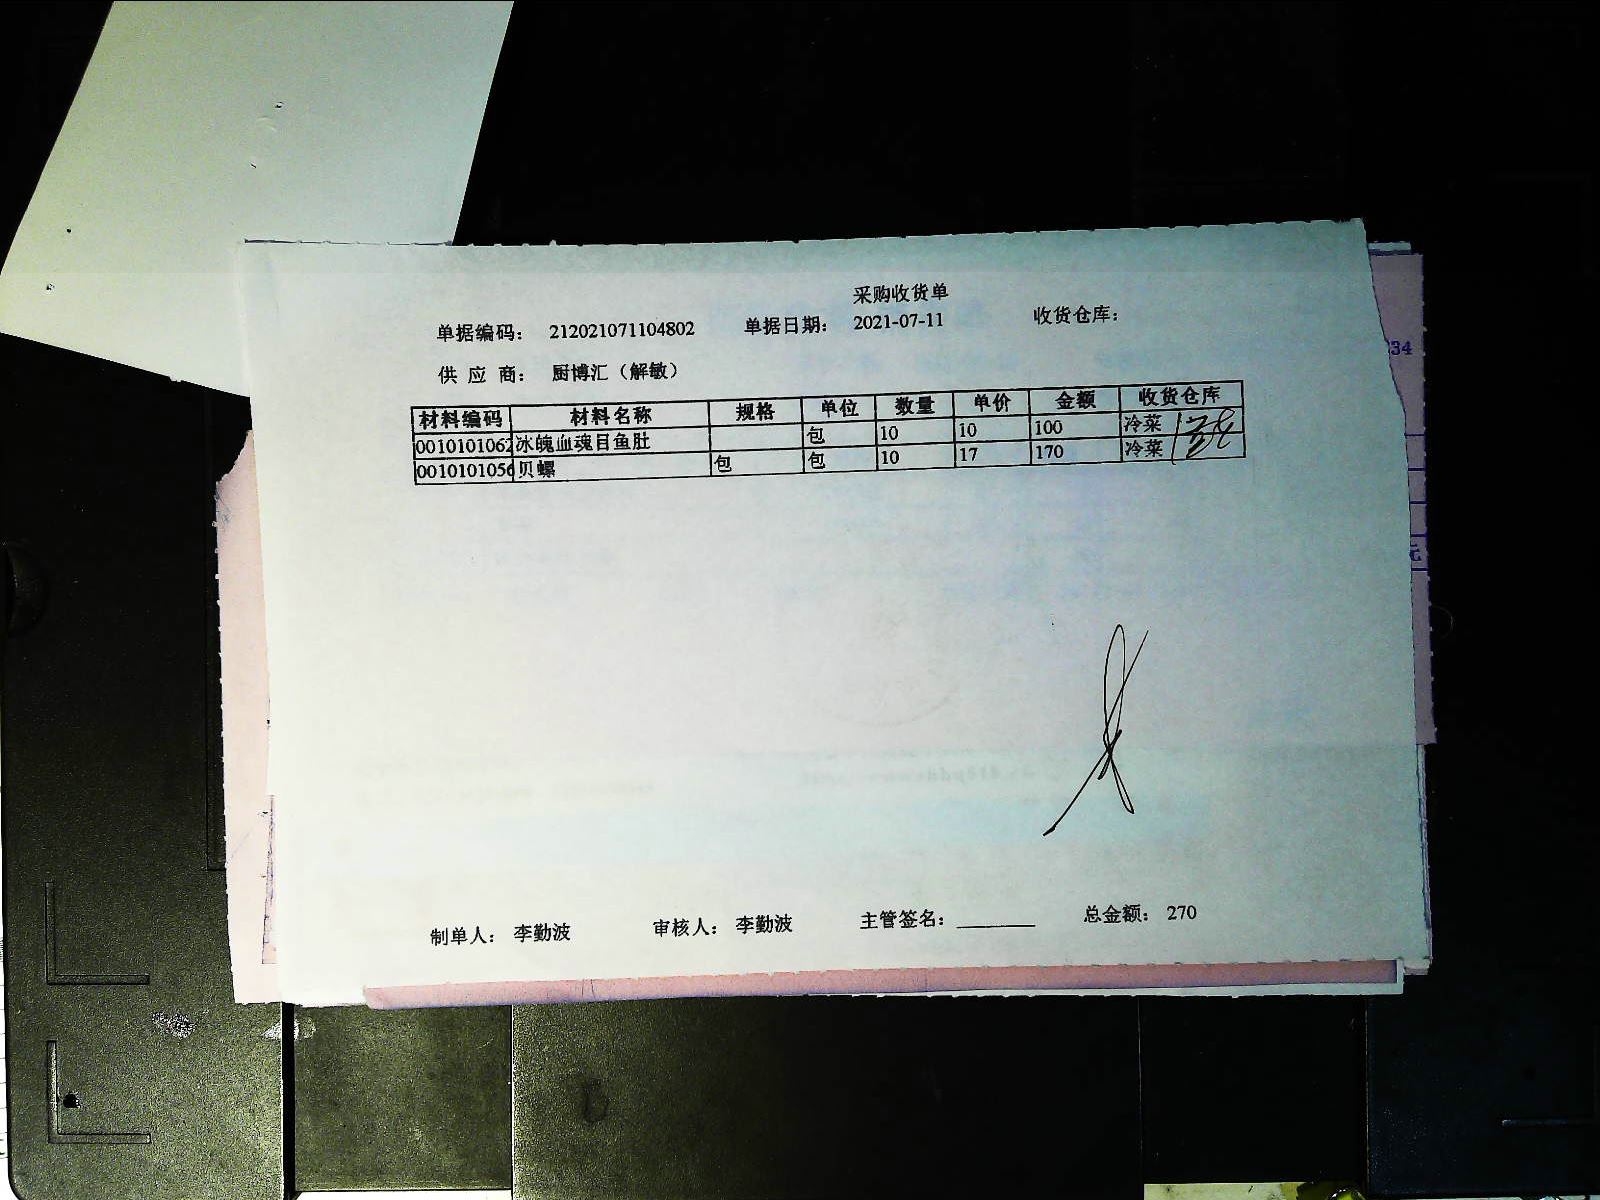 采购收货单
单据编码: 212021071104802 单据日期: 2021-07-11 收货仓库:
供 应 商: 厨博汇（解敏）
材料编码 材料名称 规格 单位 数量 单价 金额 收货仓库
0010101062 冰魄血魂目鱼肚 包 10 10 100 冷菜
0010101056 贝螺 包 包 10 17 170 冷菜
制单人: 李勤波 审核人: 李勤波 主管签名: 总金额: 270
34
元